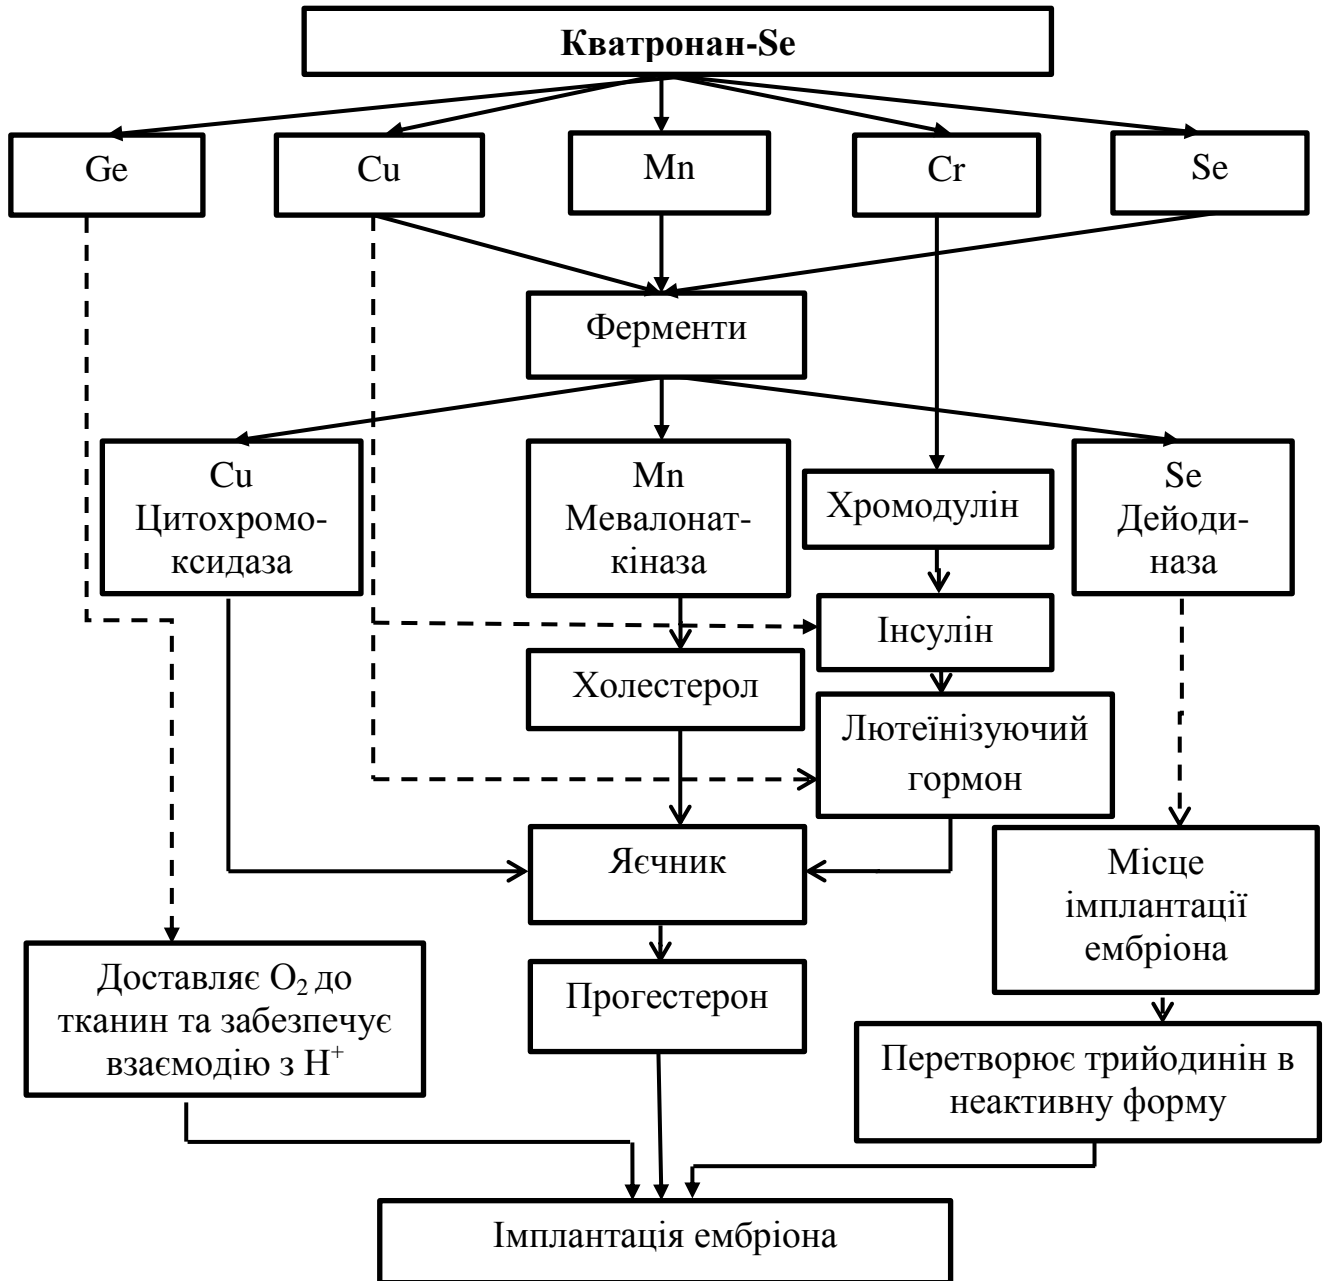 Кватронан-Se
Ge
Cu
Mn
Cr
Se
Ферменти
Cu
Цитохромо-
ксидаза
Mn
Мевалонат-
кіназа
Хромодулін
Se
Дейоди-
наза
Інсулін
Холестерол
Лютеїнізуючий
гормон
Яєчник
Місце
імплантації
ембріона
Доставляє O₂ до
тканин та забезпечує
взаємодію з H⁺
Прогестерон
Перетворює трийодинін в
неактивну форму
Імплантація ембріона